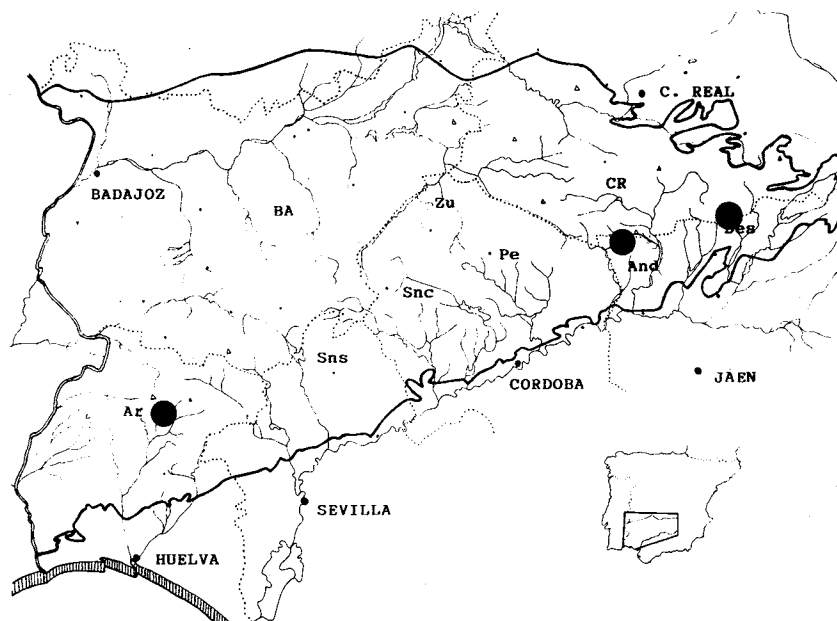 C. REAL
BADAJOZ
CR
BA
Zu
Des
Pe
And
Snc
Sns
CORDOBA
JAEN
Ar
SEVILLA
HUELVA